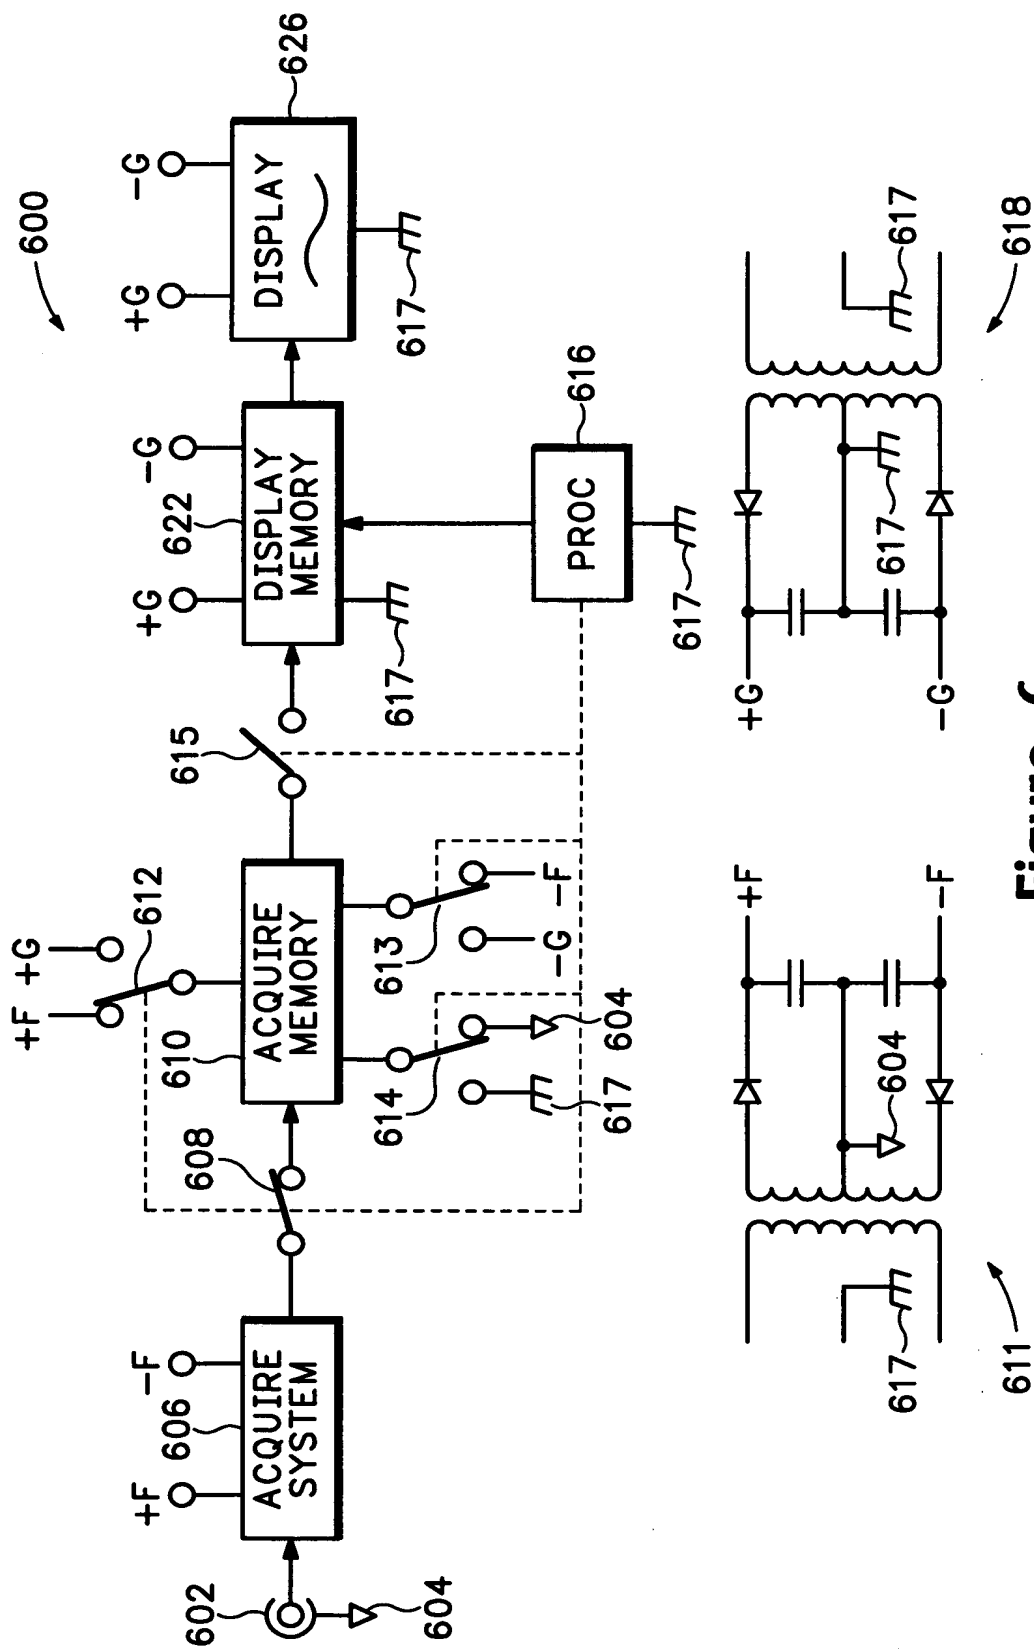 600
+F
+G
612
+F
-F
606
ACQUIRE
SYSTEM
602
604
608
610
ACQUIRE
MEMORY
614
617
604
613
-G
-F
615
+G
622
-G
DISPLAY
MEMORY
617
+G
-G
626
DISPLAY
617
PROC
616
617
611
617
604
+F
-F
+G
-G
617
617
618
Figure 6